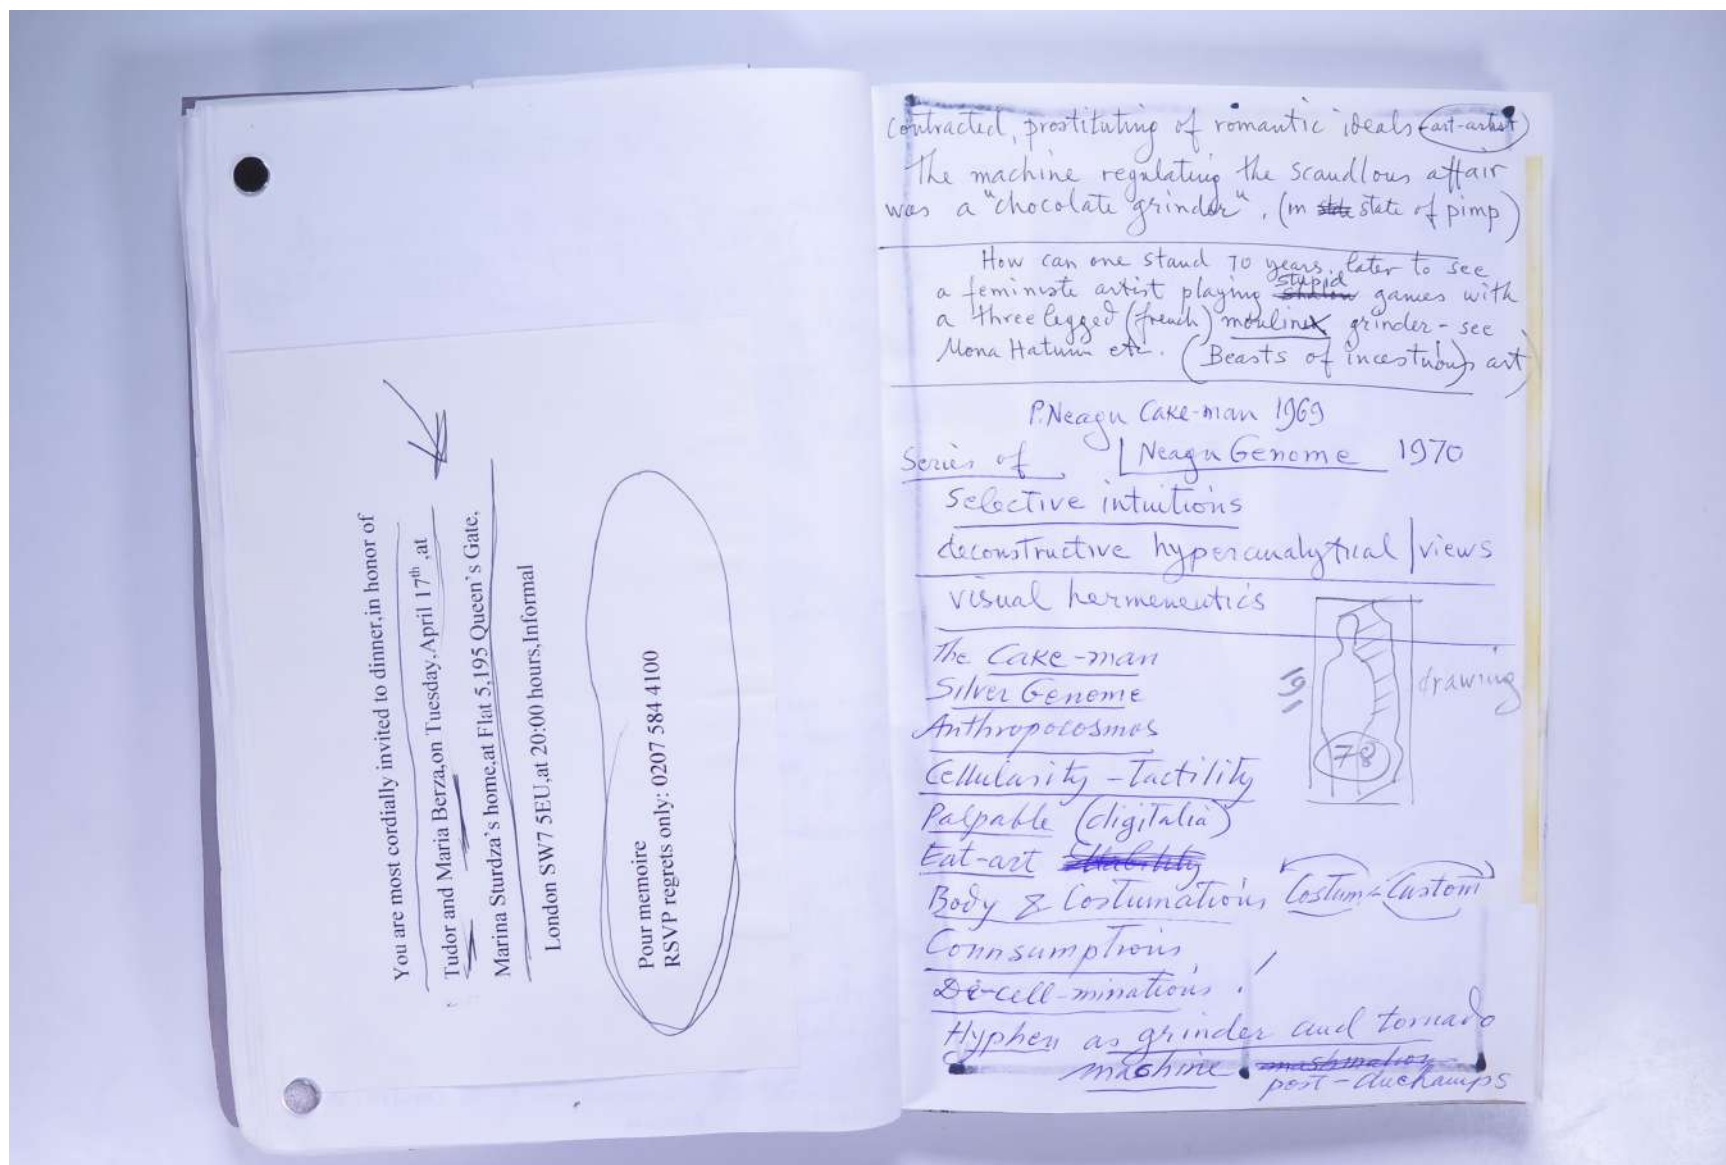 You are most cordially invited to dinner,in honor of
Tudor and Maria Berza,on Tuesday,April 17th ,at
Marina Sturdza's home,at Flat 5,195 Queen's Gate,
London SW7 5EU,at 20:00 hours,Informal
Pour memoire
RSVP regrets only: 0207 584 4100
contracted, prostituting of romantic ideals (art-artist)
The machine regulating the scandlous affair
was a "chocolate grinder". (in state of pimp)
How can one stand 70 years later to see
a feministe artist playing stupid games with
a three legged (french) moulinex grinder - see
Mona Hatum etc. (Beasts of incestuous art)
P.Neagu Cake-man 1969
Series of Neagu Genome 1970
Selective intuitions
deconstructive hyperanalytical | views
visual hermeneutics
The Cake-man
Silver Genome
Anthropocosmos
drawing
78
Cellularity - Tactility
Palpable (digitalia)
Eat-art
Body & Costumations Costum - Custom
Connsumptions
De-cell-minations.
Hyphen as grinder and tornado
machine. post-duchamps